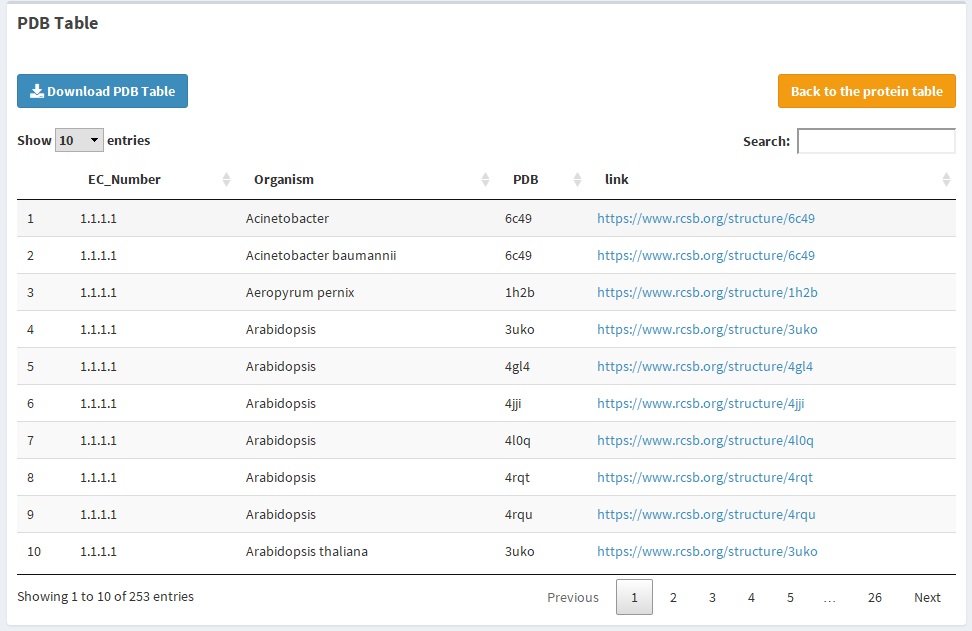 PDB Table
Download PDB Table Back to the protein table
Show 10 entries Search:
EC_Number Organism PDB link
1 1.1.1.1 Acinetobacter 6c49 https://www.rcsb.org/structure/6c49
2 1.1.1.1 Acinetobacter baumannii 6c49 https://www.rcsb.org/structure/6c49
3 1.1.1.1 Aeropyrum pernix 1h2b https://www.rcsb.org/structure/1h2b
4 1.1.1.1 Arabidopsis 3uko https://www.rcsb.org/structure/3uko
5 1.1.1.1 Arabidopsis 4gl4 https://www.rcsb.org/structure/4gl4
6 1.1.1.1 Arabidopsis 4jji https://www.rcsb.org/structure/4jji
7 1.1.1.1 Arabidopsis 4l0q https://www.rcsb.org/structure/4l0q
8 1.1.1.1 Arabidopsis 4rqt https://www.rcsb.org/structure/4rqt
9 1.1.1.1 Arabidopsis 4rqu https://www.rcsb.org/structure/4rqu
10 1.1.1.1 Arabidopsis thaliana 3uko https://www.rcsb.org/structure/3uko
Showing 1 to 10 of 253 entries Previous 1 2 3 4 5 … 26 Next